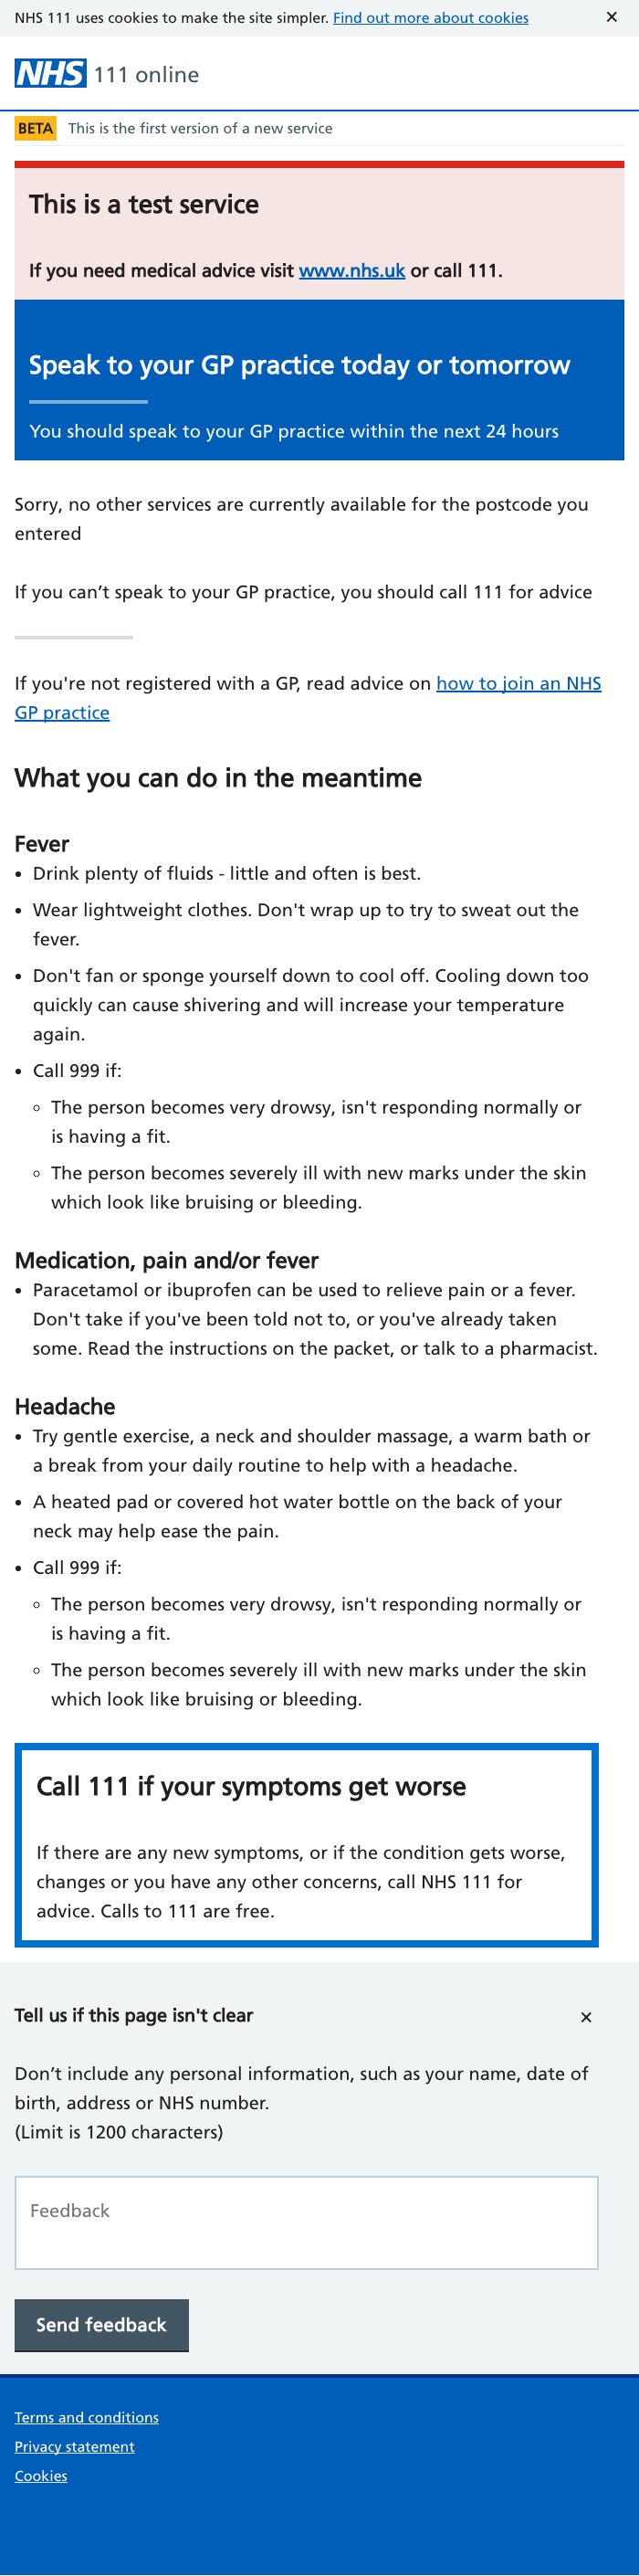 NHS 111 uses cookies to make the site simpler. Find out more about cookies ✕
NHS 111 online
BETA This is the first version of a new service
This is a test service
If you need medical advice visit www.nhs.uk or call 111.
Speak to your GP practice today or tomorrow
You should speak to your GP practice within the next 24 hours
Sorry, no other services are currently available for the postcode you
entered
If you can’t speak to your GP practice, you should call 111 for advice
If you're not registered with a GP, read advice on how to join an NHS
GP practice
What you can do in the meantime
Fever
• Drink plenty of fluids - little and often is best.
• Wear lightweight clothes. Don't wrap up to try to sweat out the
fever.
• Don't fan or sponge yourself down to cool off. Cooling down too
quickly can cause shivering and will increase your temperature
again.
• Call 999 if:
◦ The person becomes very drowsy, isn't responding normally or
is having a fit.
◦ The person becomes severely ill with new marks under the skin
which look like bruising or bleeding.
Medication, pain and/or fever
• Paracetamol or ibuprofen can be used to relieve pain or a fever.
Don't take if you've been told not to, or you've already taken
some. Read the instructions on the packet, or talk to a pharmacist.
Headache
• Try gentle exercise, a neck and shoulder massage, a warm bath or
a break from your daily routine to help with a headache.
• A heated pad or covered hot water bottle on the back of your
neck may help ease the pain.
• Call 999 if:
◦ The person becomes very drowsy, isn't responding normally or
is having a fit.
◦ The person becomes severely ill with new marks under the skin
which look like bruising or bleeding.
Call 111 if your symptoms get worse
If there are any new symptoms, or if the condition gets worse,
changes or you have any other concerns, call NHS 111 for
advice. Calls to 111 are free.
Tell us if this page isn't clear ✕
Don’t include any personal information, such as your name, date of
birth, address or NHS number.
(Limit is 1200 characters)
Feedback
Send feedback
Terms and conditions
Privacy statement
Cookies